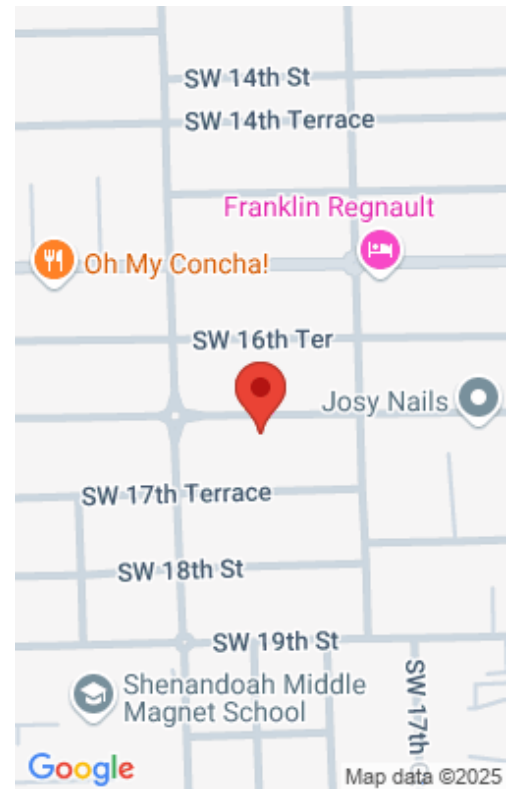 SW 14th St
SW 14th Terrace
Franklin Regnault
Oh My Concha!
SW 16th Ter
Josy Nails
SW 17th Terrace
SW 18th St
SW 19th St
Shenandoah Middle
Magnet School
SW 17th
Google
Map data ©2025